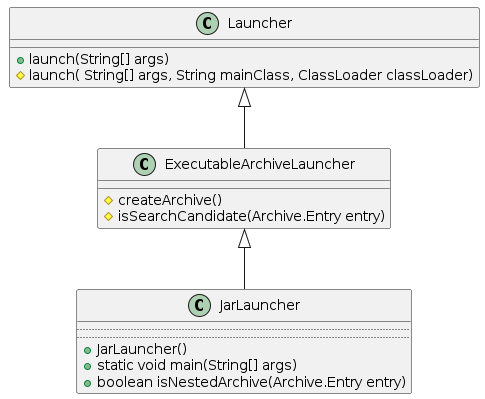 C Launcher
launch(String[] args)
launch( String[] args, String mainClass, ClassLoader classLoader)
C ExecutableArchiveLauncher
createArchive()
isSearchCandidate(Archive.Entry entry)
C JarLauncher
JarLauncher()
static void main(String[] args)
boolean isNestedArchive(Archive.Entry entry)